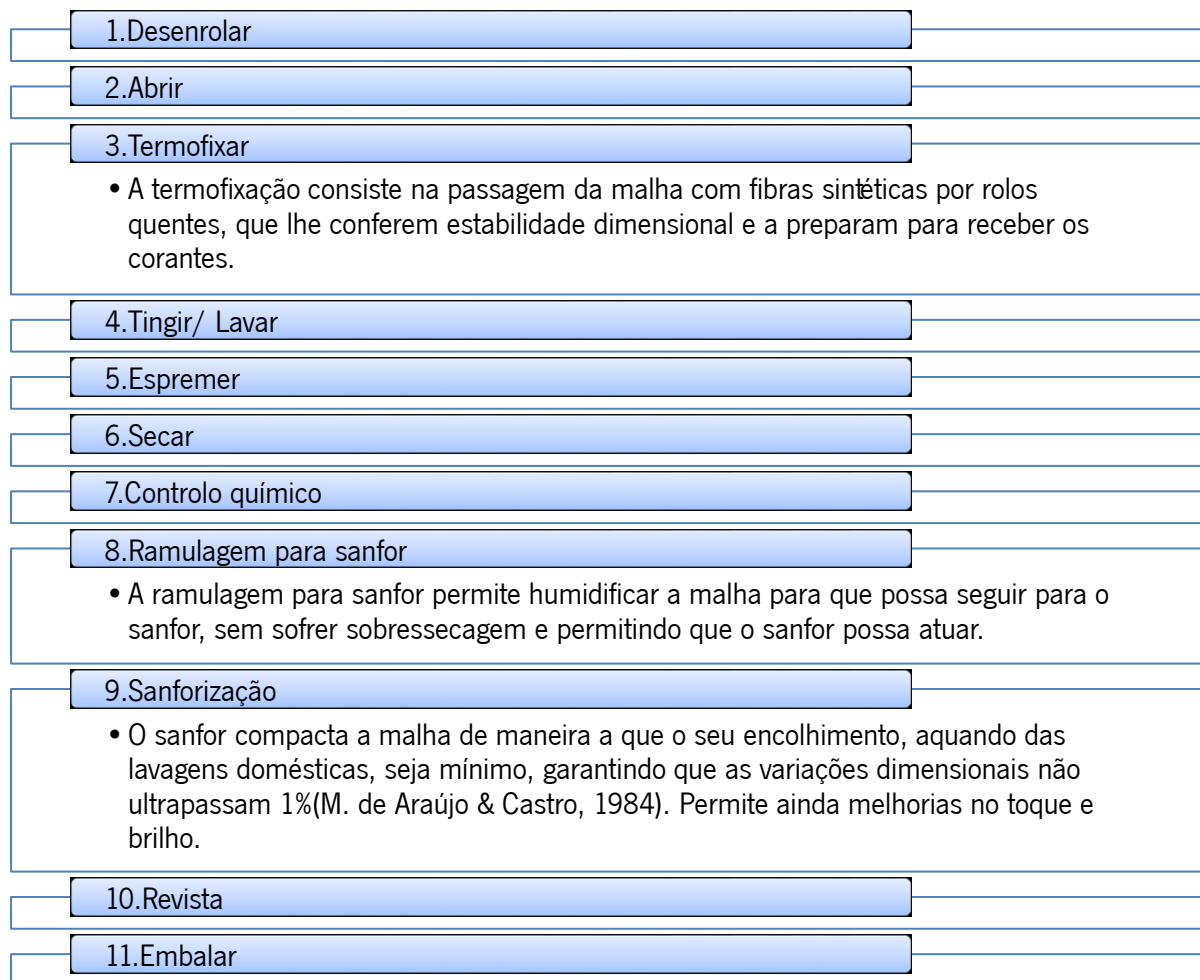 1.Desenrolar
2.Abrir
3.Termofixar
• A termofixação consiste na passagem da malha com fibras sintéticas por rolos
quentes, que lhe conferem estabilidade dimensional e a preparam para receber os
corantes.
4.Tingir/ Lavar
5.Espremer
6.Secar
7.Controlo químico
8.Ramulagem para sanfor
• A ramulagem para sanfor permite humidificar a malha para que possa seguir para o
sanfor, sem sofrer sobressecagem e permitindo que o sanfor possa atuar.
9.Sanforização
• O sanfor compacta a malha de maneira a que o seu encolhimento, aquando das
lavagens domésticas, seja mínimo, garantindo que as variações dimensionais não
ultrapassam 1%(M. de Araújo & Castro, 1984). Permite ainda melhorias no toque e
brilho.
10.Revista
11.Embalar